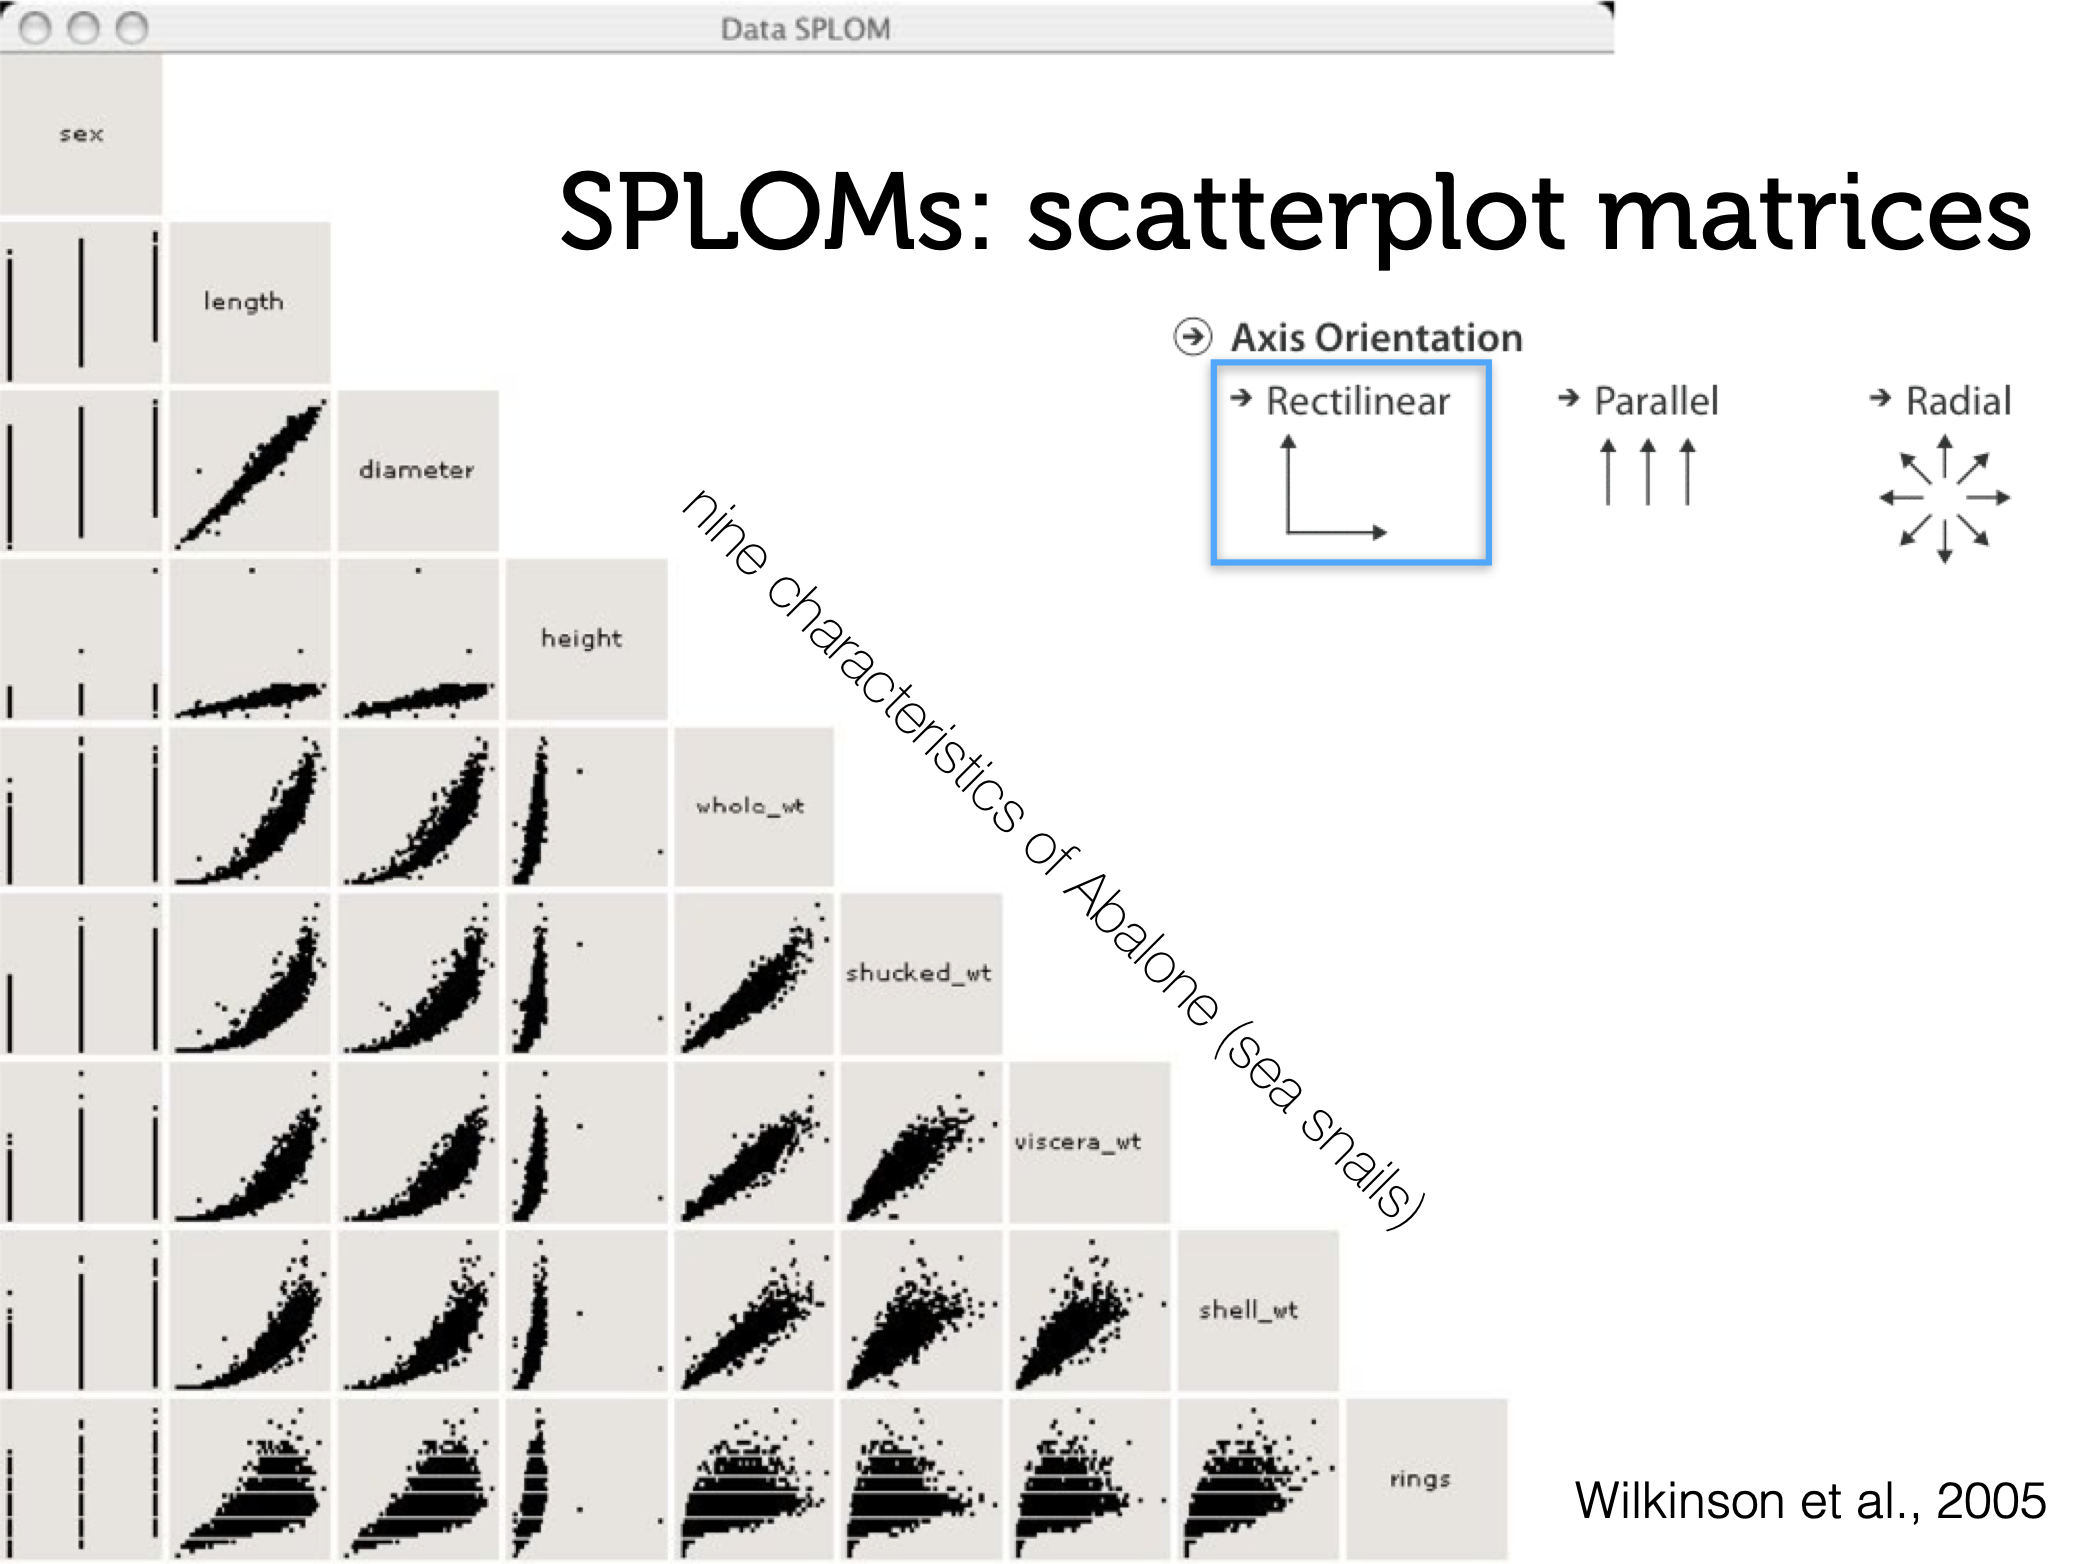 Data SPLOM
sex
SPLOMs: scatterplot matrices
length
Axis Orientation
Rectilinear
Parallel
Radial
diameter
nine characteristics of Abalone (sea snails)
height
whole_wt
shucked_wt
viscera_wt
shell_wt
rings
Wilkinson et al., 2005